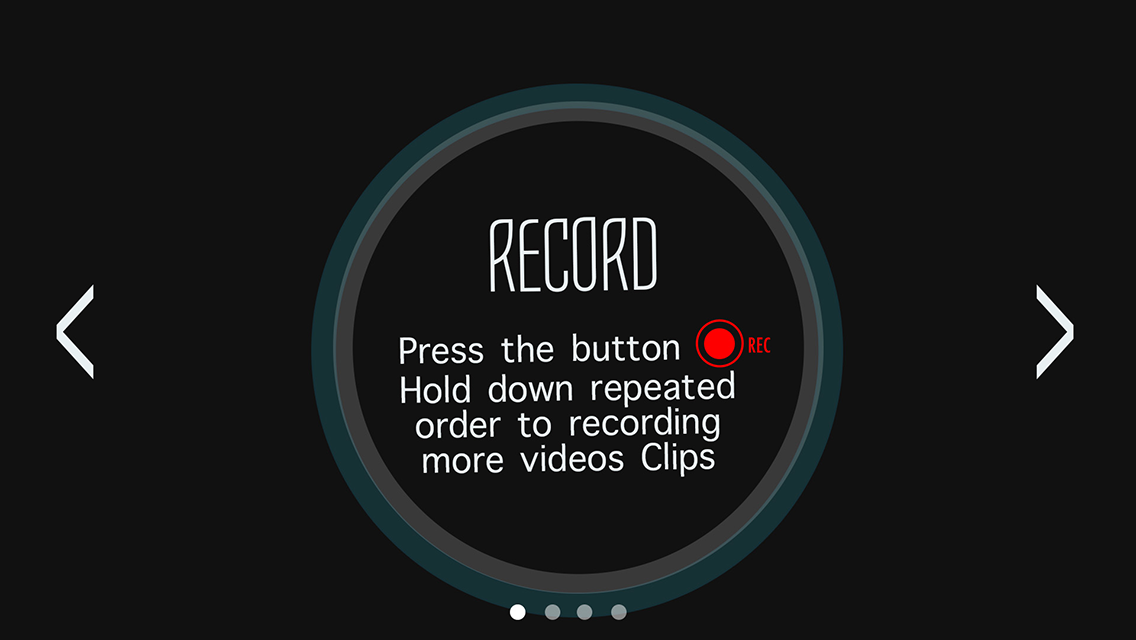 RECORD
Press the button REC
Hold down repeated
order to recording
more videos Clips